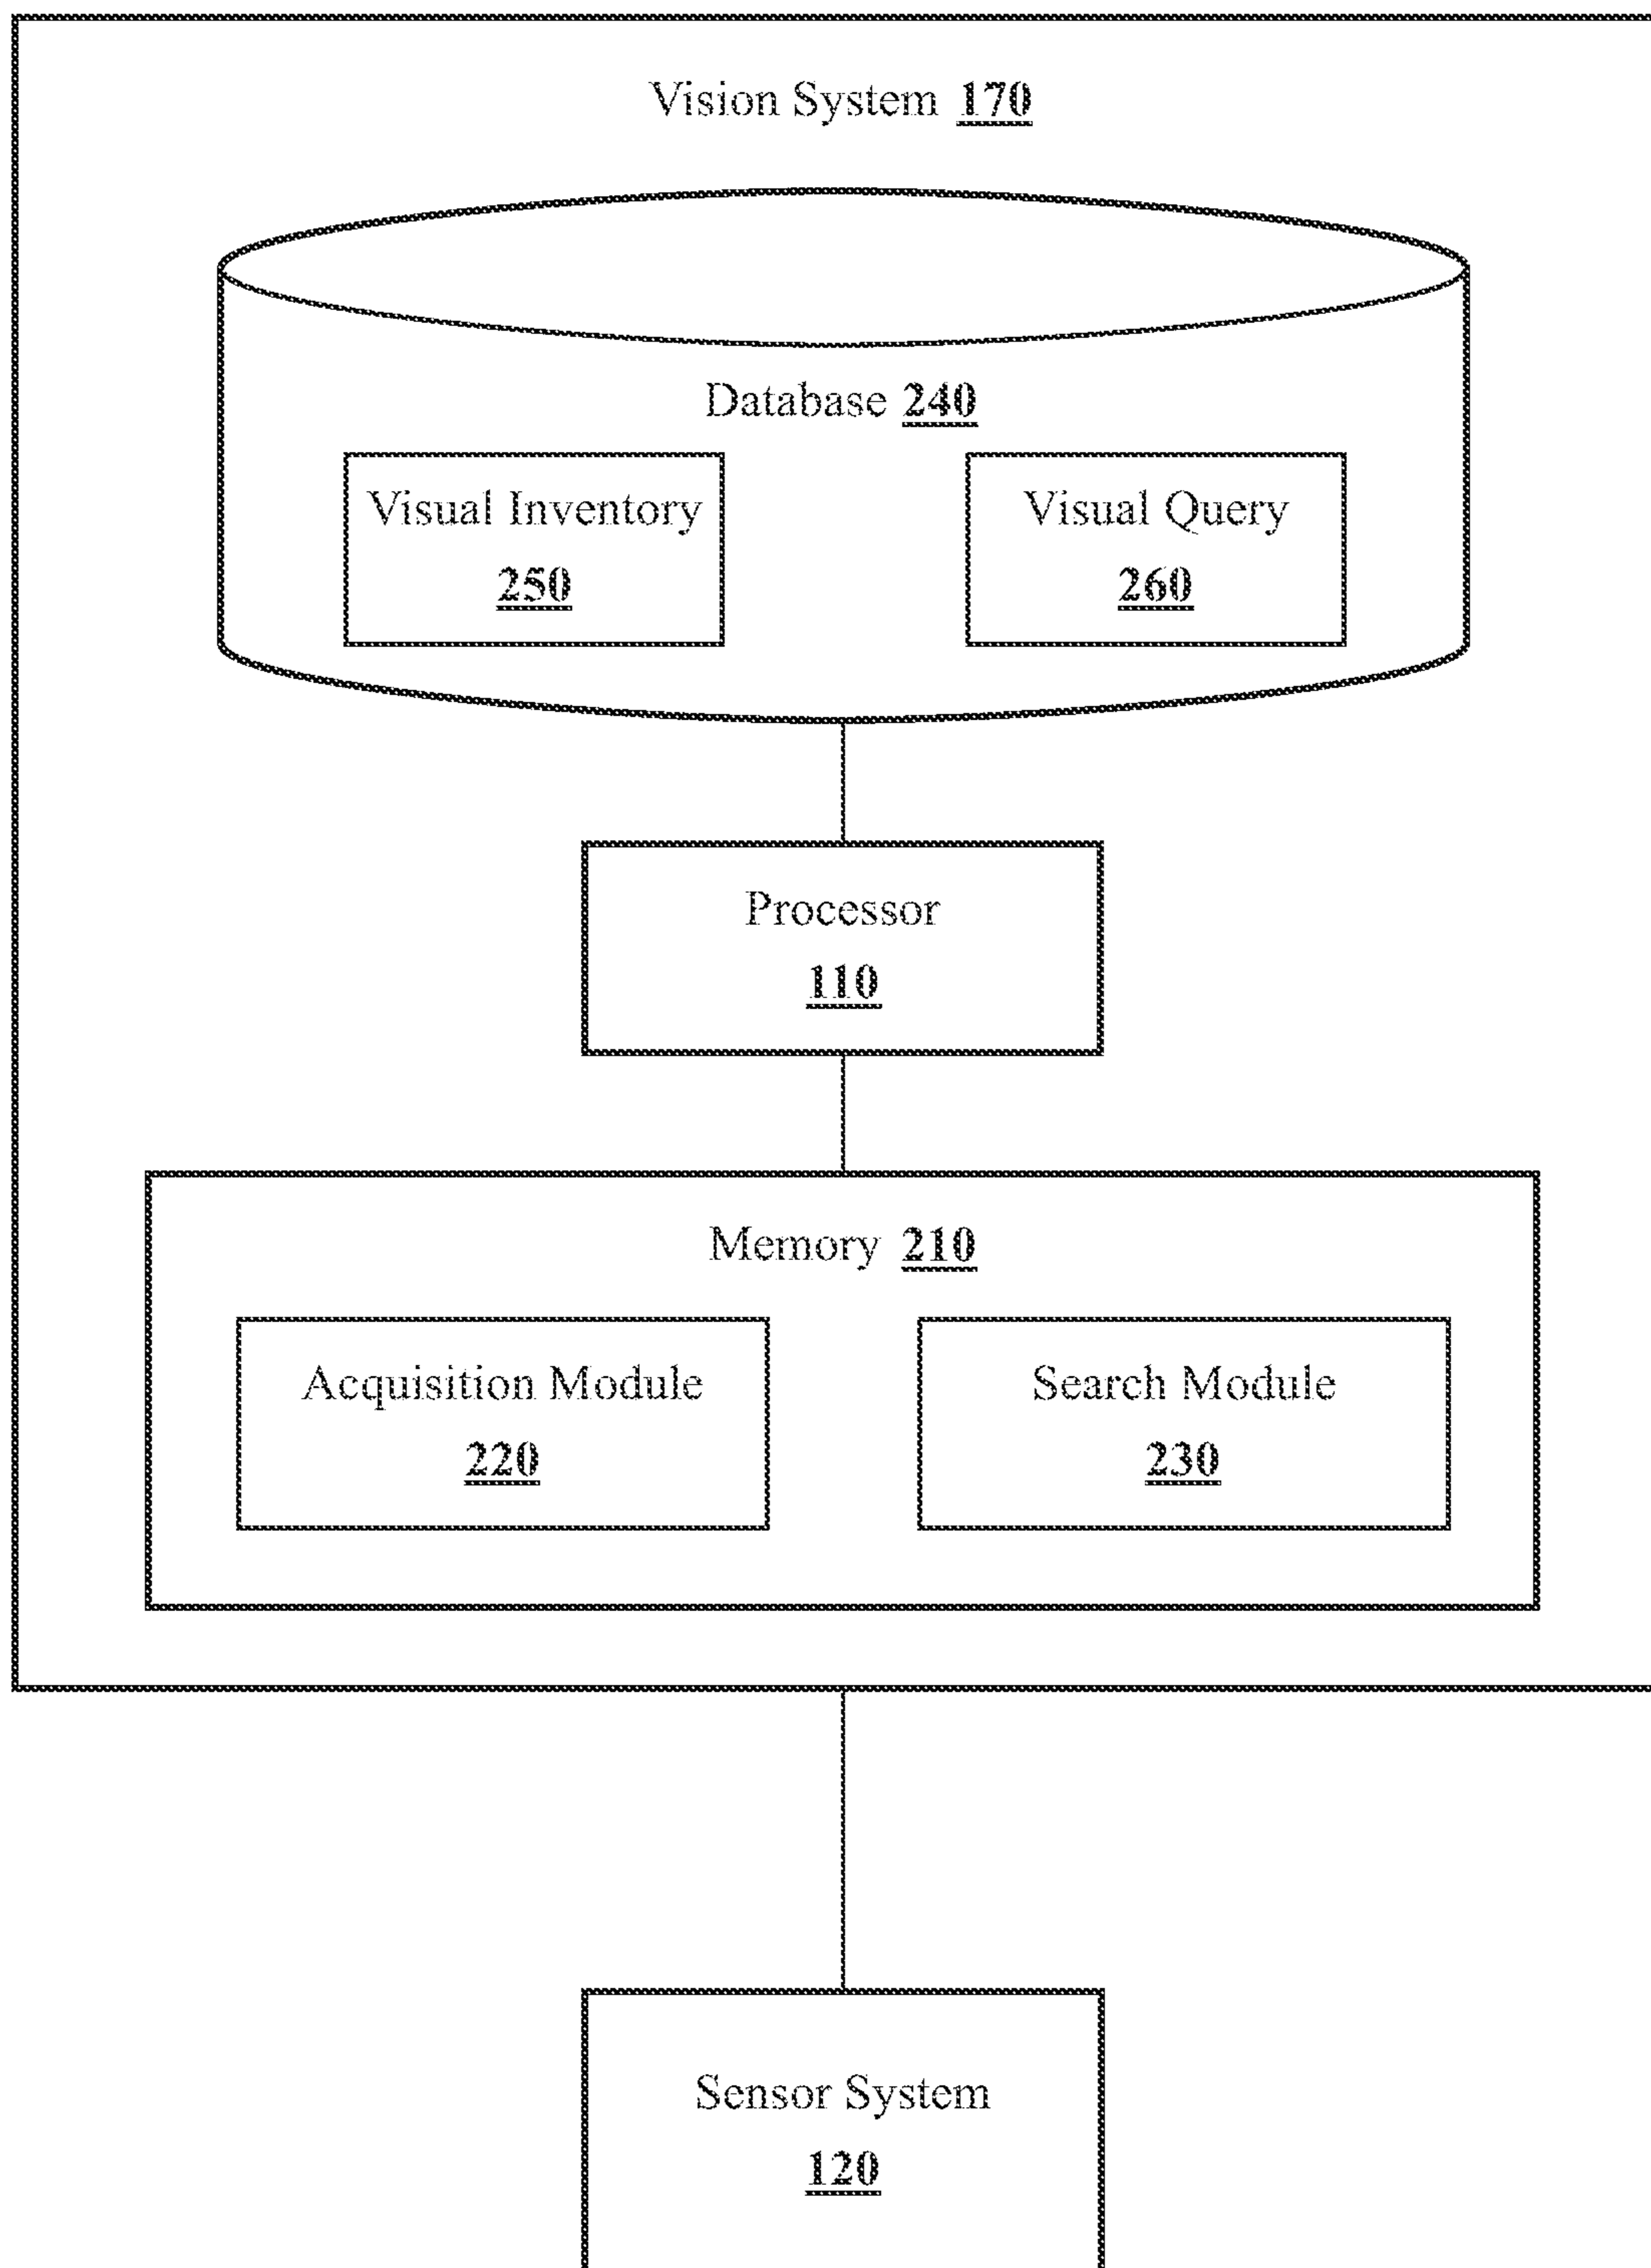 Vision System 170
Database 240
Visual Inventory
250
Visual Query
260
Processor
110
Memory 210
Acquisition Module
220
Search Module
230
Sensor System
120